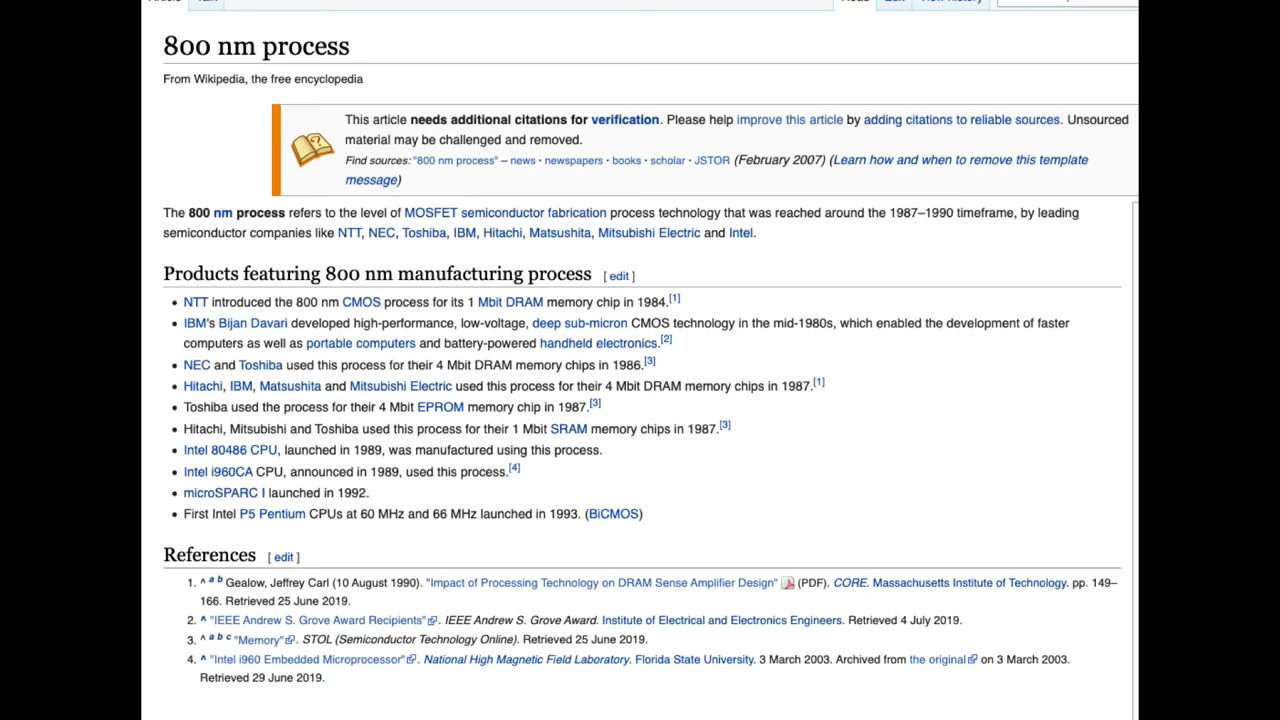 800 nm process
From Wikipedia, the free encyclopedia
This article needs additional citations for verification. Please help improve this article by adding citations to reliable sources. Unsourced
material may be challenged and removed.
Find sources: "800 nm process" – news · newspapers · books · scholar · JSTOR (February 2007) (Learn how and when to remove this template
message)
The 800 nm process refers to the level of MOSFET semiconductor fabrication process technology that was reached around the 1987–1990 timeframe, by leading
semiconductor companies like NTT, NEC, Toshiba, IBM, Hitachi, Matsushita, Mitsubishi Electric and Intel.
Products featuring 800 nm manufacturing process [ edit ]
• NTT introduced the 800 nm CMOS process for its 1 Mbit DRAM memory chip in 1984.[1]
• IBM's Bijan Davari developed high-performance, low-voltage, deep sub-micron CMOS technology in the mid-1980s, which enabled the development of faster
computers as well as portable computers and battery-powered handheld electronics.[2]
• NEC and Toshiba used this process for their 4 Mbit DRAM memory chips in 1986.[3]
• Hitachi, IBM, Matsushita and Mitsubishi Electric used this process for their 4 Mbit DRAM memory chips in 1987.[1]
• Toshiba used the process for their 4 Mbit EPROM memory chip in 1987.[3]
• Hitachi, Mitsubishi and Toshiba used this process for their 1 Mbit SRAM memory chips in 1987.[3]
• Intel 80486 CPU, launched in 1989, was manufactured using this process.
• Intel i960CA CPU, announced in 1989, used this process.[4]
• microSPARC I launched in 1992.
• First Intel P5 Pentium CPUs at 60 MHz and 66 MHz launched in 1993. (BiCMOS)
References [ edit ]
1. ^ a b Gealow, Jeffrey Carl (10 August 1990). "Impact of Processing Technology on DRAM Sense Amplifier Design" (PDF). CORE. Massachusetts Institute of Technology. pp. 149–
166. Retrieved 25 June 2019.
2. ^ "IEEE Andrew S. Grove Award Recipients". IEEE Andrew S. Grove Award. Institute of Electrical and Electronics Engineers. Retrieved 4 July 2019.
3. ^ a b c "Memory". STOL (Semiconductor Technology Online). Retrieved 25 June 2019.
4. ^ "Intel i960 Embedded Microprocessor". National High Magnetic Field Laboratory. Florida State University. 3 March 2003. Archived from the original on 3 March 2003.
Retrieved 29 June 2019.